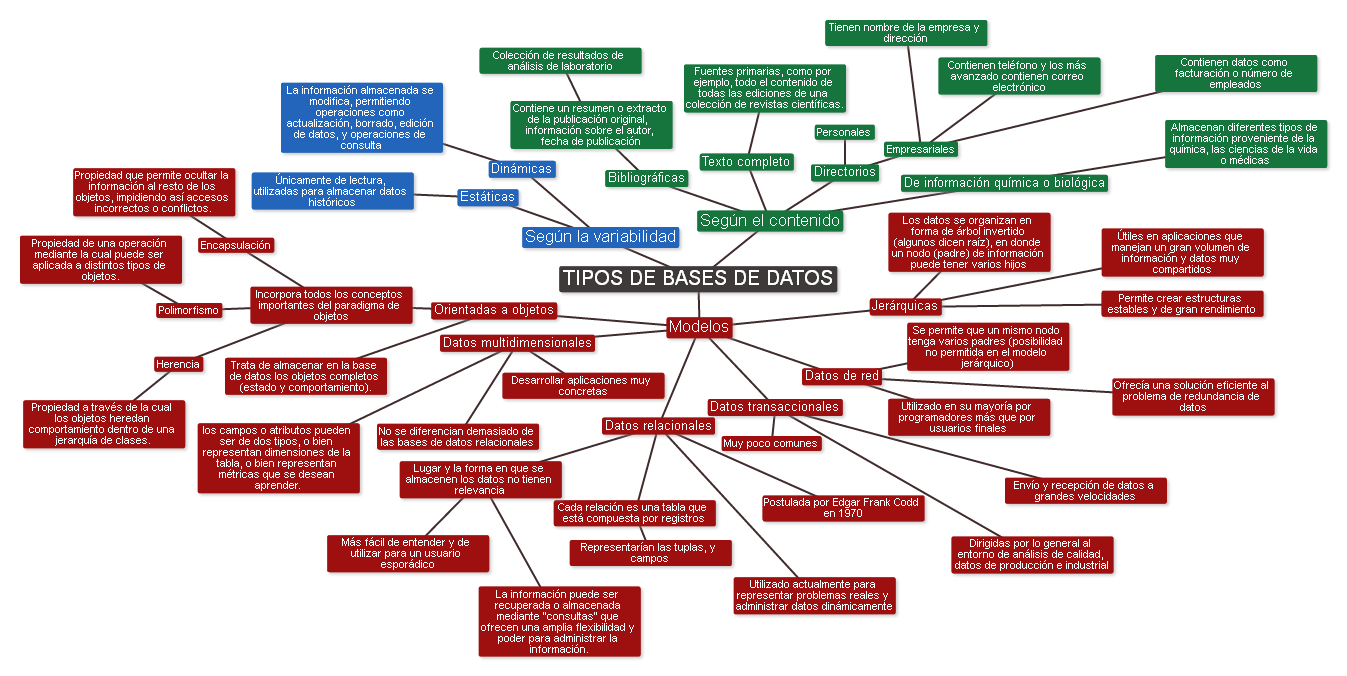 TIPOS DE BASES DE DATOS
Según la variabilidad
Dinámicas
La información almacenada se
modifica, permitiendo
operaciones como
actualización, borrado, edición
de datos, y operaciones de
consulta
Estáticas
Únicamente de lectura,
utilizadas para almacenar datos
históricos
Según el contenido
Bibliográficas
Contiene un resumen o extracto
de la publicación original,
información sobre el autor,
fecha de publicación
Colección de resultados de
análisis de laboratorio
Texto completo
Fuentes primarias, como por
ejemplo, todo el contenido de
todas las ediciones de una
colección de revistas científicas.
Directorios
Personales
Empresariales
Tienen nombre de la empresa y
dirección
Contienen teléfono y los más
avanzado contienen correo
electrónico
Contienen datos como
facturación o número de
empleados
De información química o biológica
Almacenan diferentes tipos de
información proveniente de la
química, las ciencias de la vida
o médicas
Modelos
Jerárquicas
Los datos se organizan en
forma de árbol invertido
(algunos dicen raíz), en donde
un nodo (padre) de información
puede tener varios hijos
Útiles en aplicaciones que
manejan un gran volumen de
información y datos muy
compartidos
Permite crear estructuras
estables y de gran rendimiento
Datos de red
Se permite que un mismo nodo
tenga varios padres (posibilidad
no permitida en el modelo
jerárquico)
Ofrecía una solución eficiente al
problema de redundancia de
datos
Utilizado en su mayoría por
programadores más que por
usuarios finales
Datos transaccionales
Muy poco comunes
Envío y recepción de datos a
grandes velocidades
Dirigidas por lo general al
entorno de análisis de calidad,
datos de producción e industrial
Datos relacionales
Postulada por Edgar Frank Codd
en 1970
Utilizado actualmente para
representar problemas reales y
administrar datos dinámicamente
Cada relación es una tabla que
está compuesta por registros
Representarían las tuplas, y
campos
Lugar y la forma en que se
almacenen los datos no tienen
relevancia
Más fácil de entender y de
utilizar para un usuario
esporádico
La información puede ser
recuperada o almacenada
mediante "consultas" que
ofrecen una amplia flexibilidad y
poder para administrar la
información.
Datos multidimensionales
Desarrollar aplicaciones muy
concretas
No se diferencian demasiado de
las bases de datos relacionales
los campos o atributos pueden
ser de dos tipos, o bien
representan dimensiones de la
tabla, o bien representan
métricas que se desean
aprender.
Orientadas a objetos
Trata de almacenar en la base
de datos los objetos completos
(estado y comportamiento).
Incorpora todos los conceptos
importantes del paradigma de
objetos
Encapsulación
Propiedad que permite ocultar la
información al resto de los
objetos, impidiendo así accesos
incorrectos o conflictos.
Polimorfismo
Propiedad de una operación
mediante la cual puede ser
aplicada a distintos tipos de
objetos.
Herencia
Propiedad a través de la cual
los objetos heredan
comportamiento dentro de una
jerarquía de clases.